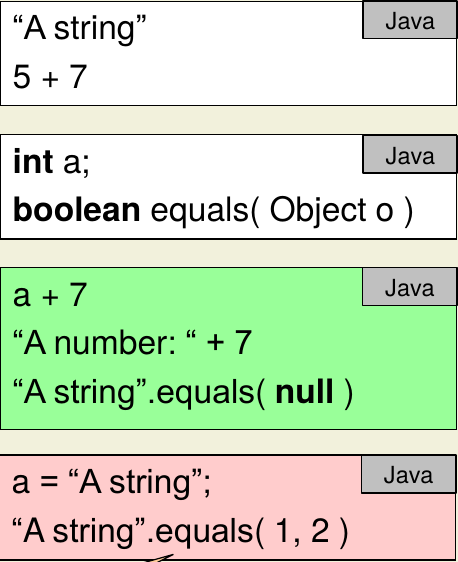 “A string”
Java
5 + 7
int a;
Java
boolean equals( Object o )
a + 7
Java
“A number: “ + 7
“A string”.equals( null )
a = “A string”;
Java
“A string”.equals( 1, 2 )